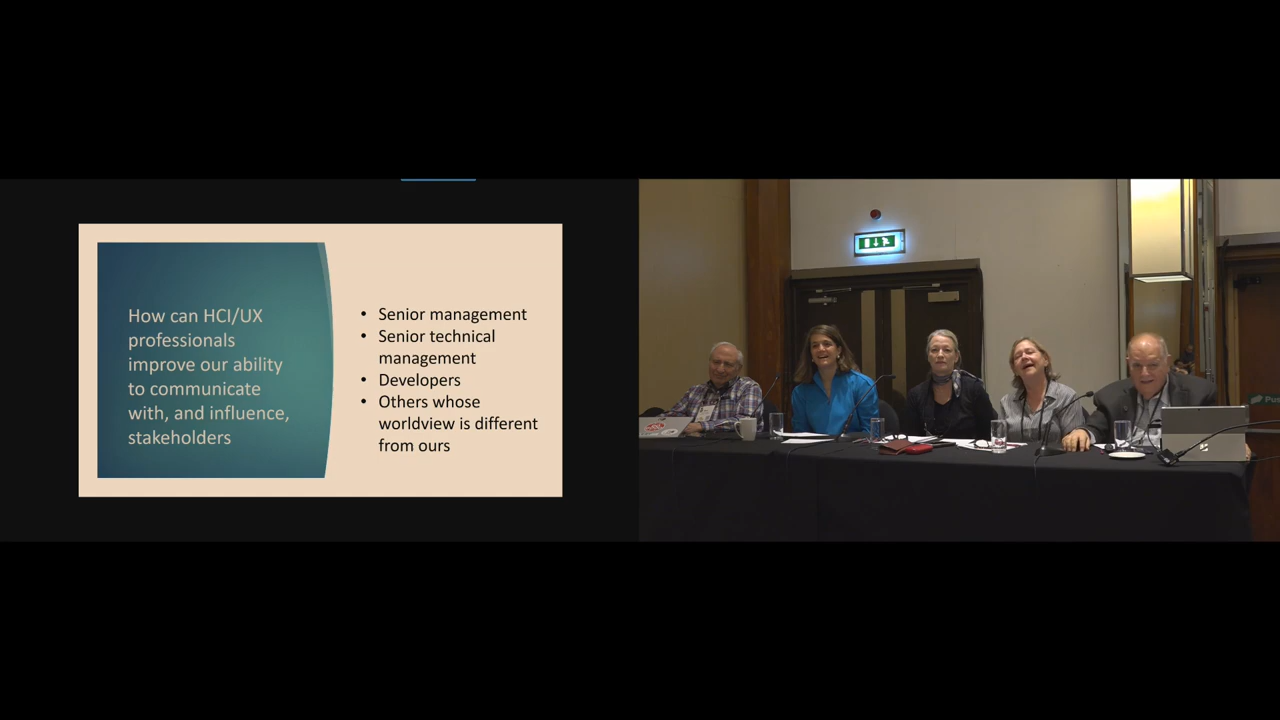 How can HCI/UX
professionals
improve our ability
to communicate
with, and influence,
stakeholders
• Senior management
• Senior technical
management
• Developers
• Others whose
worldview is different
from ours